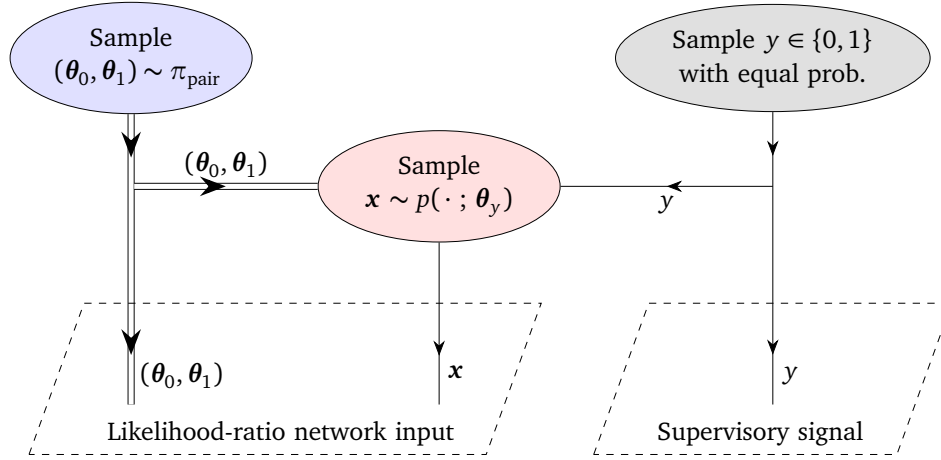 Sample
(θ₀, θ₁) ∼ π_pair
Sample y ∈ {0, 1}
with equal prob.
(θ₀, θ₁)
Sample
x ∼ p( · ; θ_y)
y
(θ₀, θ₁)
x
y
Likelihood-ratio network input
Supervisory signal